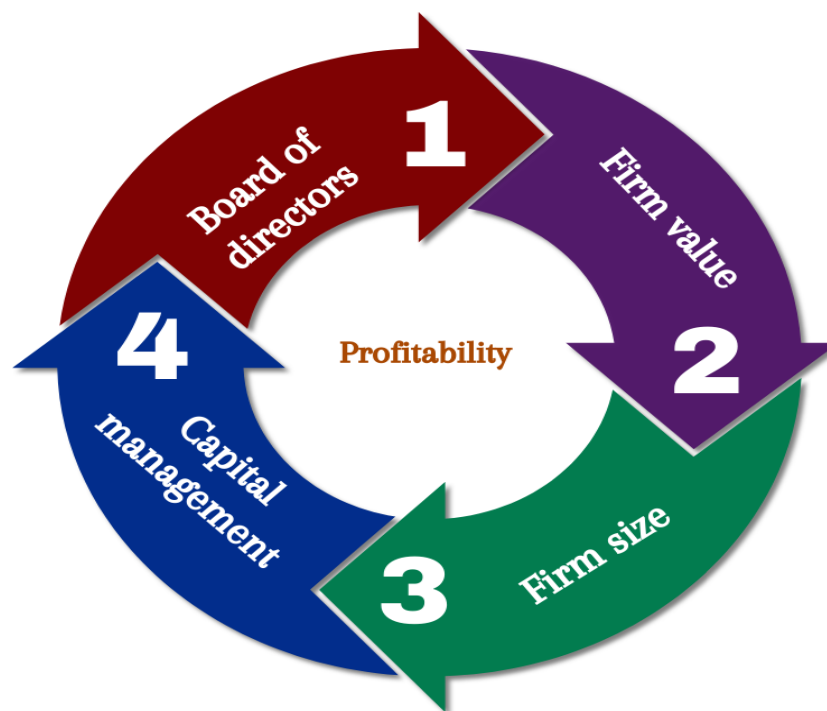 1
Board of
directors
Firm value
2
Firm size
3
Capital
management
4
Profitability